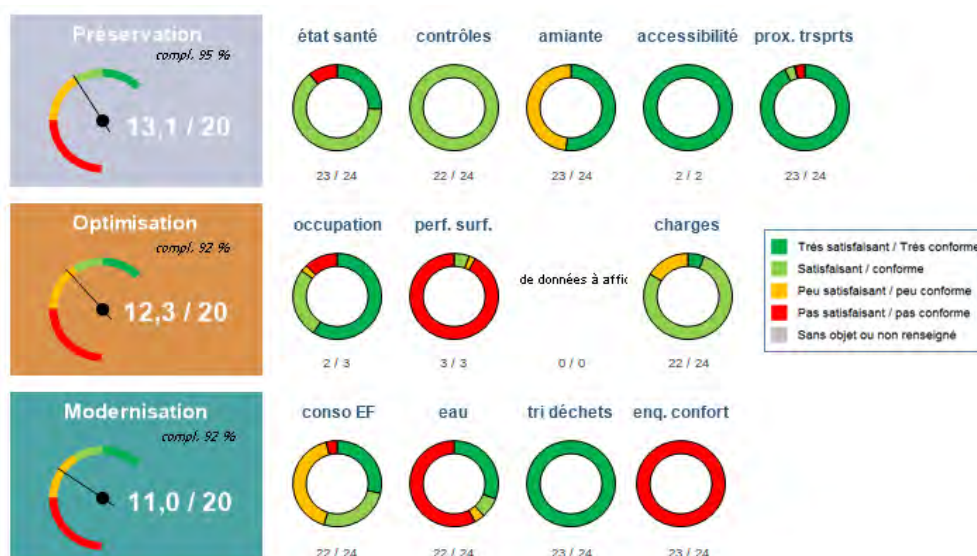 Préservation
compl. 95 %
13,1 / 20
état santé
contrôles
amiante
accessibilité
prox. trsprts
23 / 24
22 / 24
23 / 24
2 / 2
23 / 24
Optimisation
compl. 92 %
12,3 / 20
occupation
perf. surf.
de données à affic
charges
2 / 3
3 / 3
0 / 0
22 / 24
Très satisfaisant / Très conforme
Satisfaisant / conforme
Peu satisfaisant / peu conforme
Pas satisfaisant / pas conforme
Sans objet ou non renseigné
Modernisation
compl. 92 %
11,0 / 20
conso EF
eau
tri déchets
enq. confort
22 / 24
22 / 24
23 / 24
23 / 24